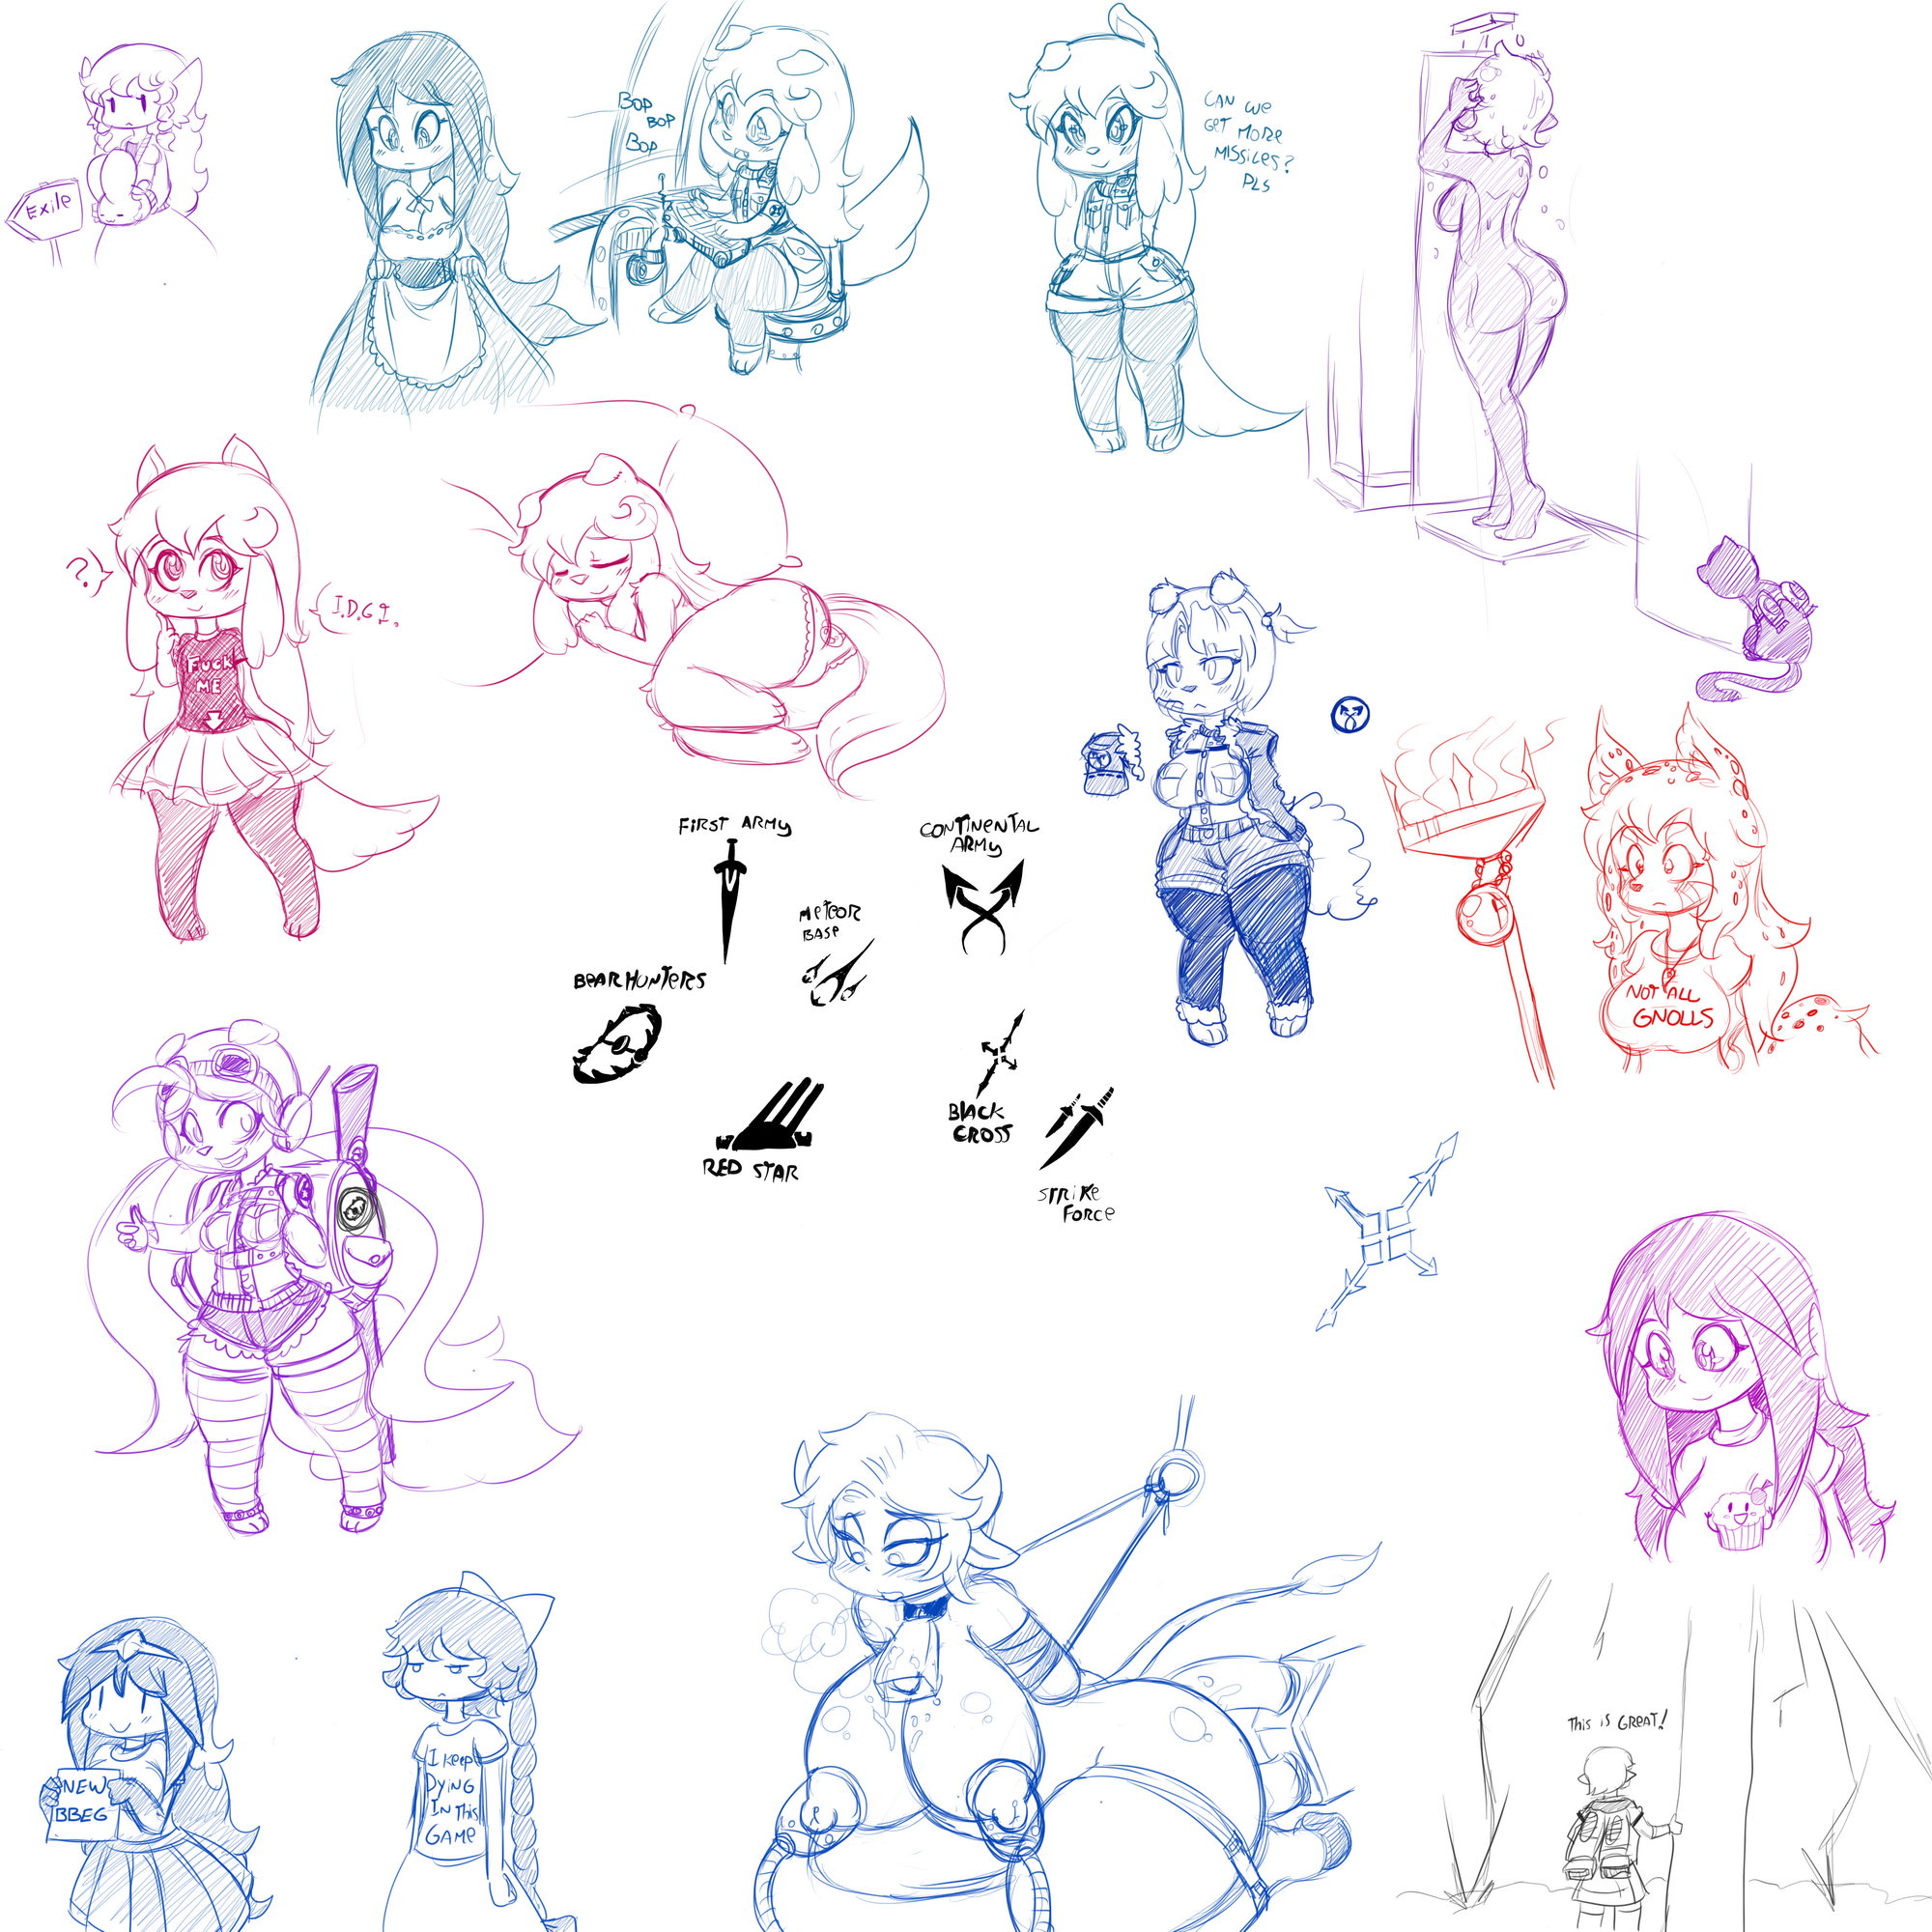 Exile
BOP
BOP
BOP
CAN WE
GET MORE
MISSILES?
PLS
?
I.D.G.I.
FUCK
ME
FIRST ARMY
CONTINENTAL
ARMY
METEOR
BASE
BEAR HUNTERS
NOT ALL
GNOLLS
BLACK
CROSS
RED STAR
STRIKE
FORCE
NEW
BBEG
I KEEP
DYING
IN THIS
GAME
THIS IS GREAT!